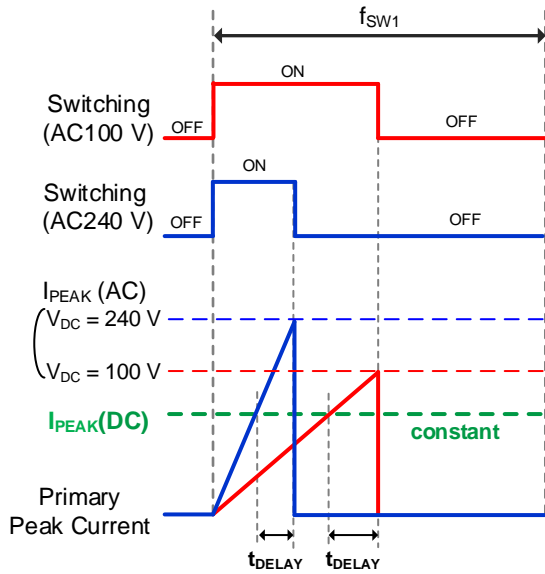 fSW1
ON
Switching
(AC100 V)
OFF
OFF
ON
Switching
(AC240 V)
OFF
OFF
IPEAK (AC)
VDC = 240 V
VDC = 100 V
IPEAK(DC)
constant
Primary
Peak Current
tDELAY
tDELAY